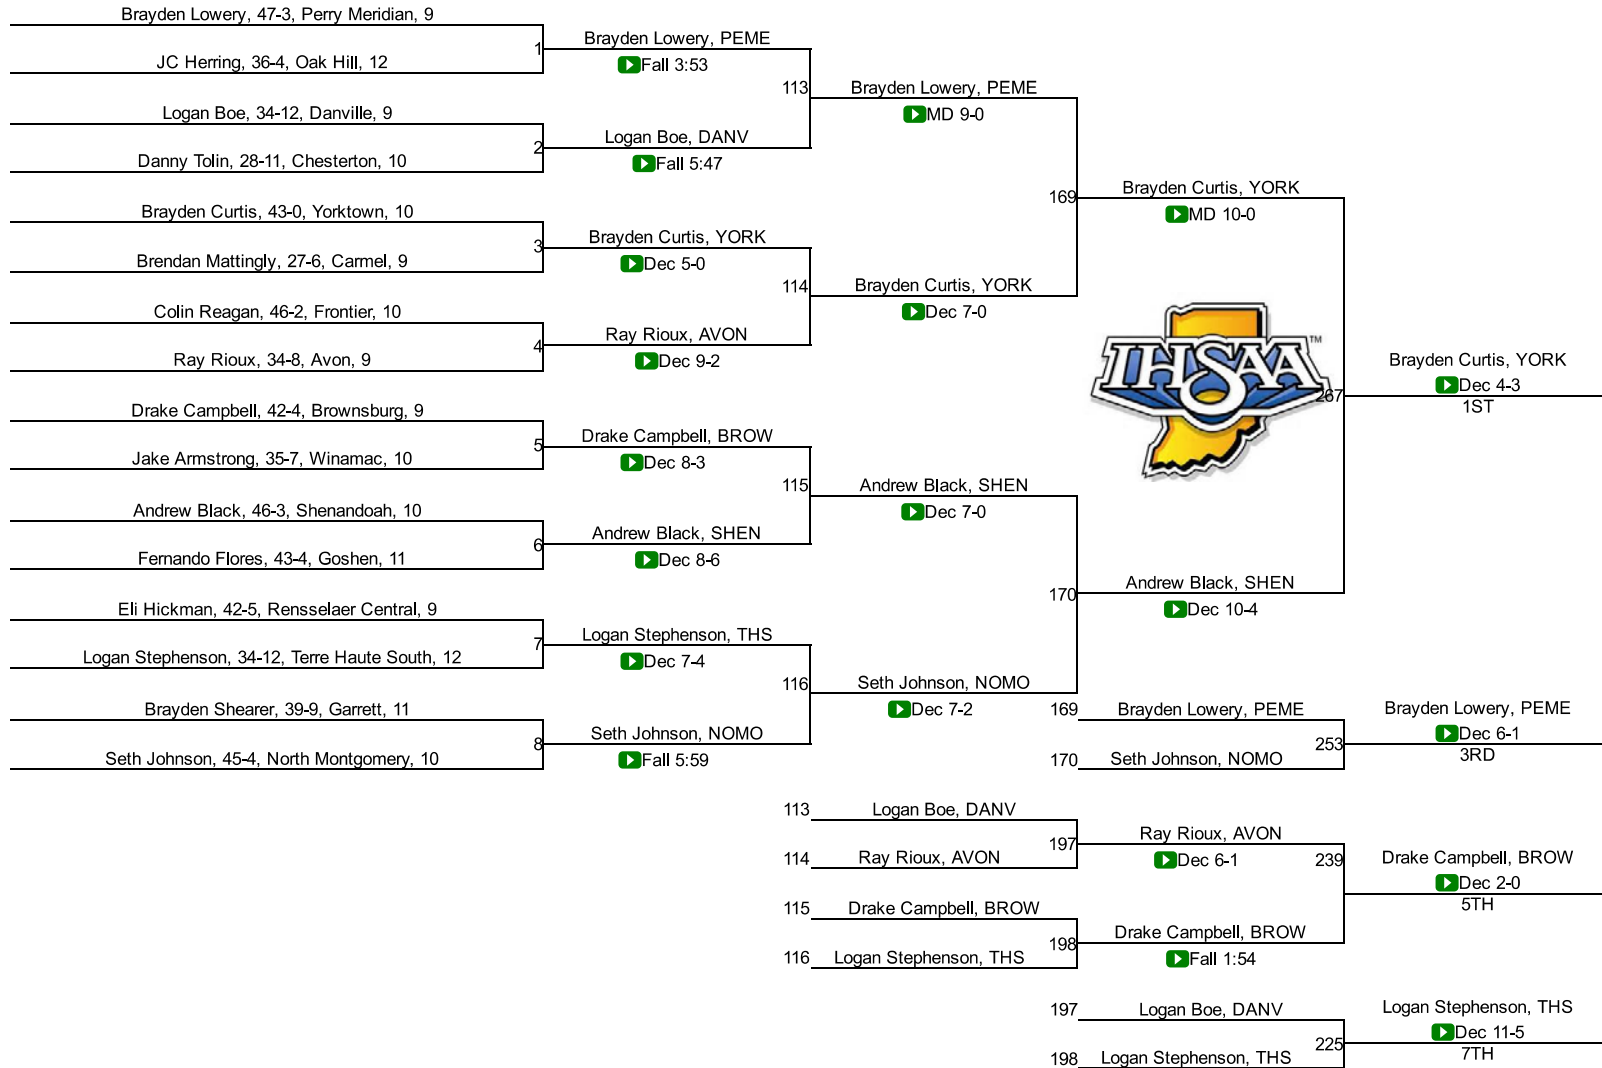 Brayden Lowery, 47-3, Perry Meridian, 9
1
JC Herring, 36-4, Oak Hill, 12
Brayden Lowery, PEME
Fall 3:53
Logan Boe, 34-12, Danville, 9
2
Danny Tolin, 28-11, Chesterton, 10
Logan Boe, DANV
Fall 5:47
113
Brayden Lowery, PEME
MD 9-0
Brayden Curtis, 43-0, Yorktown, 10
3
Brendan Mattingly, 27-6, Carmel, 9
Brayden Curtis, YORK
Dec 5-0
Colin Reagan, 46-2, Frontier, 10
4
Ray Rioux, 34-8, Avon, 9
Ray Rioux, AVON
Dec 9-2
114
Brayden Curtis, YORK
Dec 7-0
169
Brayden Curtis, YORK
MD 10-0
Drake Campbell, 42-4, Brownsburg, 9
5
Jake Armstrong, 35-7, Winamac, 10
Drake Campbell, BROW
Dec 8-3
Andrew Black, 46-3, Shenandoah, 10
6
Fernando Flores, 43-4, Goshen, 11
Andrew Black, SHEN
Dec 8-6
115
Andrew Black, SHEN
Dec 7-0
Eli Hickman, 42-5, Rensselaer Central, 9
7
Logan Stephenson, 34-12, Terre Haute South, 12
Logan Stephenson, THS
Dec 7-4
Brayden Shearer, 39-9, Garrett, 11
8
Seth Johnson, 45-4, North Montgomery, 10
Seth Johnson, NOMO
Fall 5:59
116
Seth Johnson, NOMO
Dec 7-2
170
Andrew Black, SHEN
Dec 10-4
IHSAA™
267
Brayden Curtis, YORK
Dec 4-3
1ST
169 Brayden Lowery, PEME
253
170 Seth Johnson, NOMO
Brayden Lowery, PEME
Dec 6-1
3RD
113 Logan Boe, DANV
197
114 Ray Rioux, AVON
Ray Rioux, AVON
Dec 6-1
115 Drake Campbell, BROW
198
116 Logan Stephenson, THS
Drake Campbell, BROW
Fall 1:54
239
Drake Campbell, BROW
Dec 2-0
5TH
197 Logan Boe, DANV
225
198 Logan Stephenson, THS
Logan Stephenson, THS
Dec 11-5
7TH